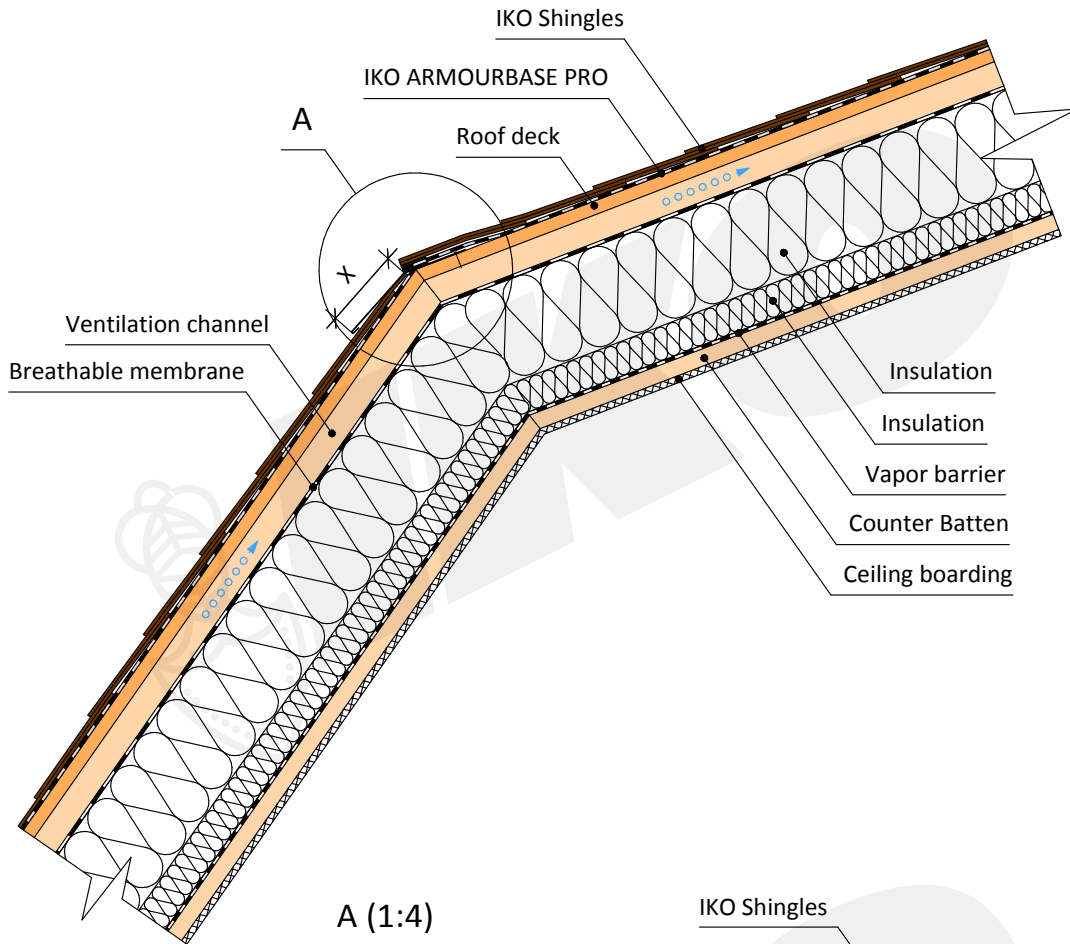 IKO Shingles
IKO ARMOURBASE PRO
A
Roof deck
X
Ventilation channel
Breathable membrane
Insulation
Insulation
Vapor barrier
Counter Batten
Ceiling boarding
A (1:4)
IKO Shingles